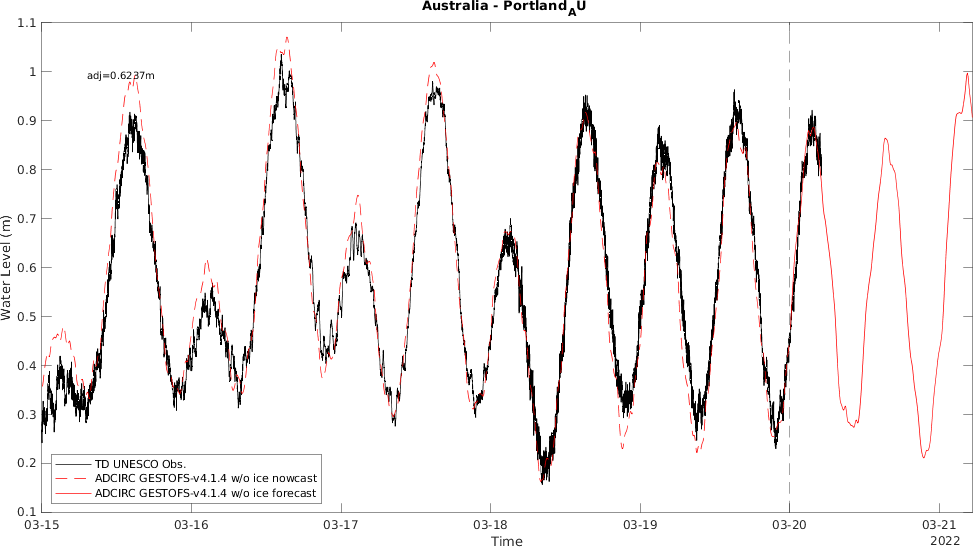 Australia - Portland_AU
1.1
1
0.9
0.8
0.7
0.6
0.5
0.4
0.3
0.2
0.1
Water Level (m)
adj=0.6237m
TD UNESCO Obs.
ADCIRC GESTOFS-v4.1.4 w/o ice nowcast
ADCIRC GESTOFS-v4.1.4 w/o ice forecast
03-15 03-16 03-17 03-18 03-19 03-20 03-21
Time 2022